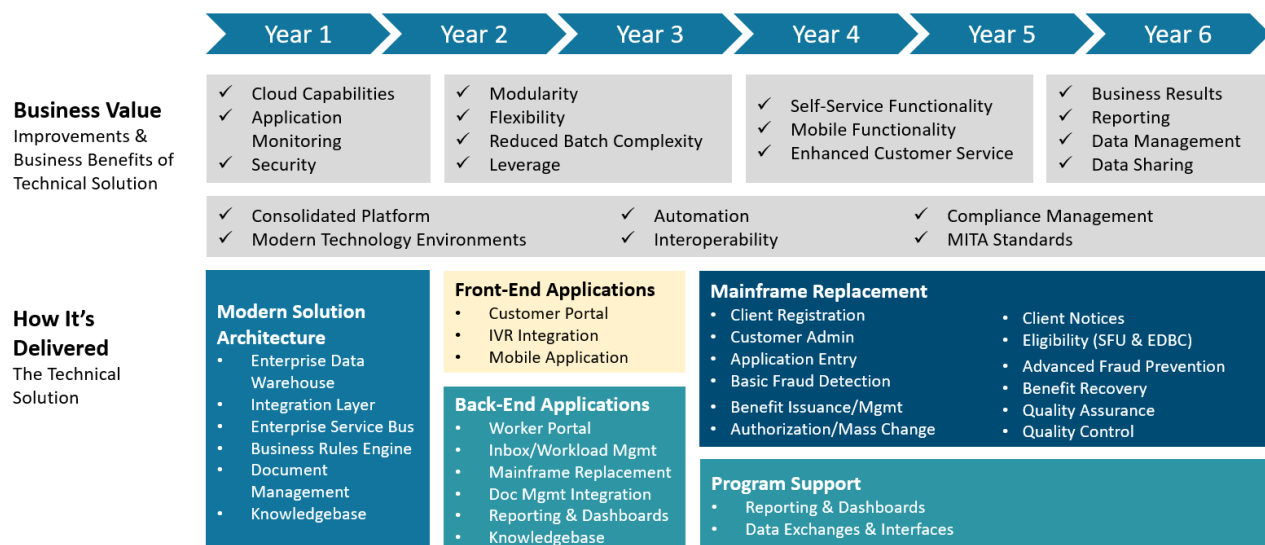 Year 1
Year 2
Year 3
Year 4
Year 5
Year 6
Business Value
Improvements &
Business Benefits of
Technical Solution
✓ Cloud Capabilities
✓ Application
Monitoring
✓ Security
✓ Modularity
✓ Flexibility
✓ Reduced Batch Complexity
✓ Leverage
✓ Self-Service Functionality
✓ Mobile Functionality
✓ Enhanced Customer Service
✓ Business Results
✓ Reporting
✓ Data Management
✓ Data Sharing
✓ Consolidated Platform
✓ Modern Technology Environments
✓ Automation
✓ Interoperability
✓ Compliance Management
✓ MITA Standards
How It's
Delivered
The Technical
Solution
Modern Solution
Architecture
• Enterprise Data
Warehouse
• Integration Layer
• Enterprise Service Bus
• Business Rules Engine
• Document
Management
• Knowledgebase
Front-End Applications
• Customer Portal
• IVR Integration
• Mobile Application
Back-End Applications
• Worker Portal
• Inbox/Workload Mgmt
• Mainframe Replacement
• Doc Mgmt Integration
• Reporting & Dashboards
• Knowledgebase
Mainframe Replacement
• Client Registration
• Customer Admin
• Application Entry
• Basic Fraud Detection
• Benefit Issuance/Mgmt
• Authorization/Mass Change
• Client Notices
• Eligibility (SFU & EDBC)
• Advanced Fraud Prevention
• Benefit Recovery
• Quality Assurance
• Quality Control
Program Support
• Reporting & Dashboards
• Data Exchanges & Interfaces